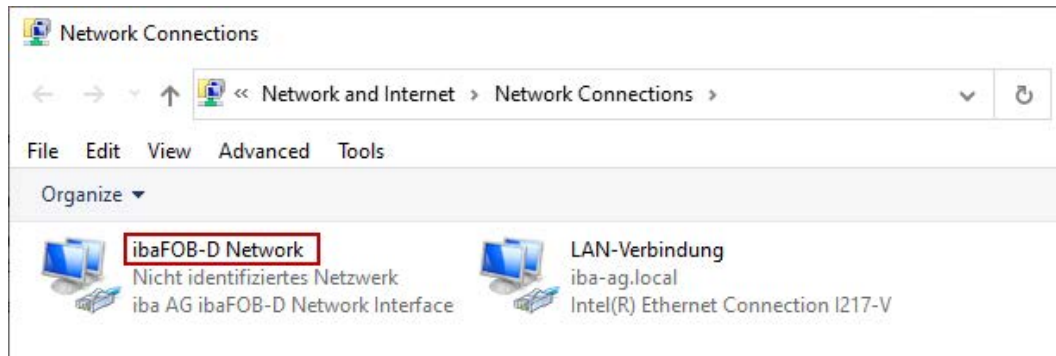 Network Connections
« Network and Internet > Network Connections >
File Edit View Advanced Tools
Organize
ibaFOB-D Network
Nicht identifiziertes Netzwerk
iba AG ibaFOB-D Network Interface
LAN-Verbindung
iba-ag.local
Intel(R) Ethernet Connection I217-V